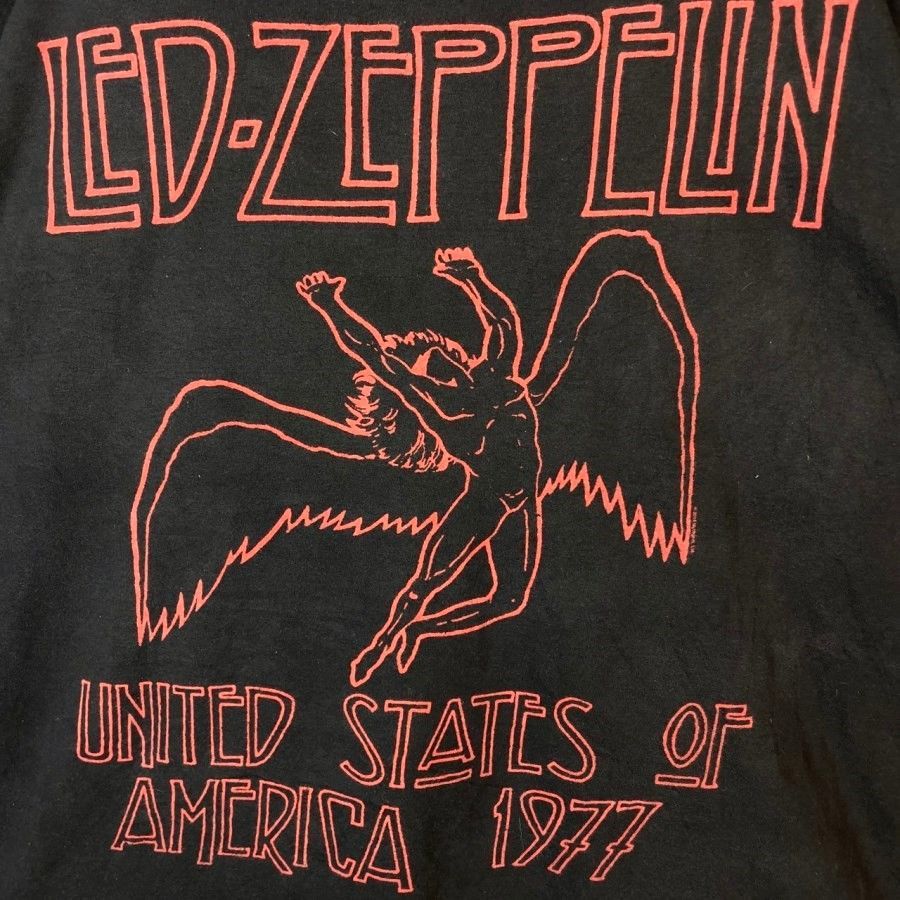 LED-ZEPPELIN
UNITED STATES OF
AMERICA 1977